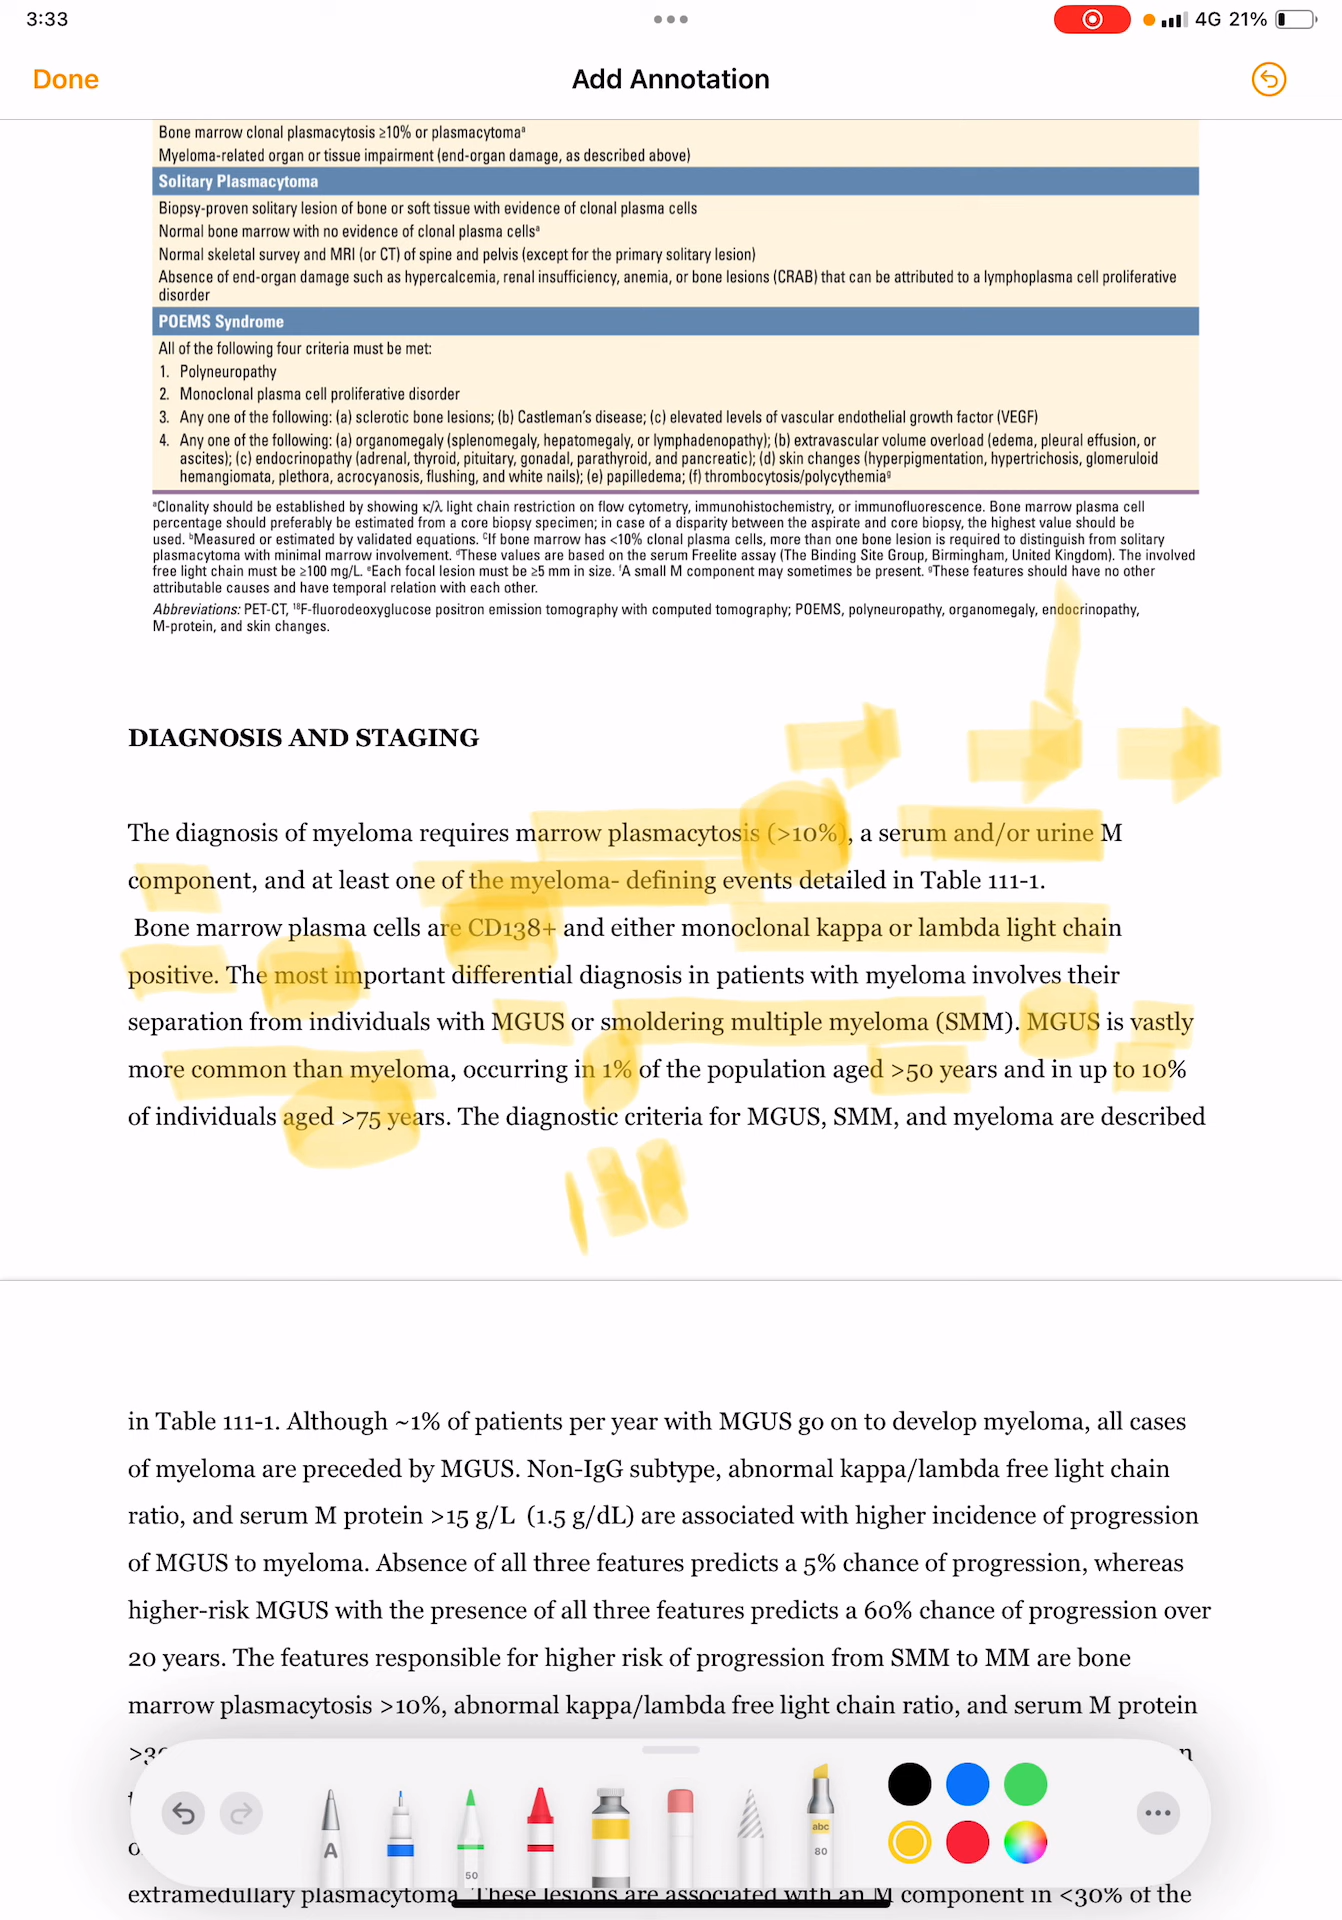 3:33
4G 21%
Done
Add Annotation
Bone marrow clonal plasmacytosis ≥10% or plasmacytomaᵃ
Myeloma-related organ or tissue impairment (end-organ damage, as described above)
Solitary Plasmacytoma
Biopsy-proven solitary lesion of bone or soft tissue with evidence of clonal plasma cells
Normal bone marrow with no evidence of clonal plasma cellsᵃ
Normal skeletal survey and MRI (or CT) of spine and pelvis (except for the primary solitary lesion)
Absence of end-organ damage such as hypercalcemia, renal insufficiency, anemia, or bone lesions (CRAB) that can be attributed to a lymphoplasma cell proliferative
disorder
POEMS Syndrome
All of the following four criteria must be met:
1. Polyneuropathy
2. Monoclonal plasma cell proliferative disorder
3. Any one of the following: (a) sclerotic bone lesions; (b) Castleman's disease; (c) elevated levels of vascular endothelial growth factor (VEGF)
4. Any one of the following: (a) organomegaly (splenomegaly, hepatomegaly, or lymphadenopathy); (b) extravascular volume overload (edema, pleural effusion, or
ascites); (c) endocrinopathy (adrenal, thyroid, pituitary, gonadal, parathyroid, and pancreatic); (d) skin changes (hyperpigmentation, hypertrichosis, glomeruloid
hemangiomata, plethora, acrocyanosis, flushing, and white nails); (e) papilledema; (f) thrombocytosis/polycythemiaᵍ
ᵃClonality should be established by showing κ/λ light chain restriction on flow cytometry, immunohistochemistry, or immunofluorescence. Bone marrow plasma cell
percentage should preferably be estimated from a core biopsy specimen; in case of a disparity between the aspirate and core biopsy, the highest value should be
used. ᵇMeasured or estimated by validated equations. ᶜIf bone marrow has <10% clonal plasma cells, more than one bone lesion is required to distinguish from solitary
plasmacytoma with minimal marrow involvement. ᵈThese values are based on the serum Freelite assay (The Binding Site Group, Birmingham, United Kingdom). The involved
free light chain must be ≥100 mg/L. ᵉEach focal lesion must be ≥5 mm in size. ᶠA small M component may sometimes be present. ᵍThese features should have no other
attributable causes and have temporal relation with each other.
Abbreviations: PET-CT, ¹⁸F-fluorodeoxyglucose positron emission tomography with computed tomography; POEMS, polyneuropathy, organomegaly, endocrinopathy,
M-protein, and skin changes.
DIAGNOSIS AND STAGING
The diagnosis of myeloma requires marrow plasmacytosis (>10%), a serum and/or urine M
component, and at least one of the myeloma- defining events detailed in Table 111-1.
Bone marrow plasma cells are CD138+ and either monoclonal kappa or lambda light chain
positive. The most important differential diagnosis in patients with myeloma involves their
separation from individuals with MGUS or smoldering multiple myeloma (SMM). MGUS is vastly
more common than myeloma, occurring in 1% of the population aged >50 years and in up to 10%
of individuals aged >75 years. The diagnostic criteria for MGUS, SMM, and myeloma are described
in Table 111-1. Although ~1% of patients per year with MGUS go on to develop myeloma, all cases
of myeloma are preceded by MGUS. Non-IgG subtype, abnormal kappa/lambda free light chain
ratio, and serum M protein >15 g/L (1.5 g/dL) are associated with higher incidence of progression
of MGUS to myeloma. Absence of all three features predicts a 5% chance of progression, whereas
higher-risk MGUS with the presence of all three features predicts a 60% chance of progression over
20 years. The features responsible for higher risk of progression from SMM to MM are bone
marrow plasmacytosis >10%, abnormal kappa/lambda free light chain ratio, and serum M protein
A
50
abc
80
extramedullary plasmacytoma. These lesions are associated with an M component in <30% of the